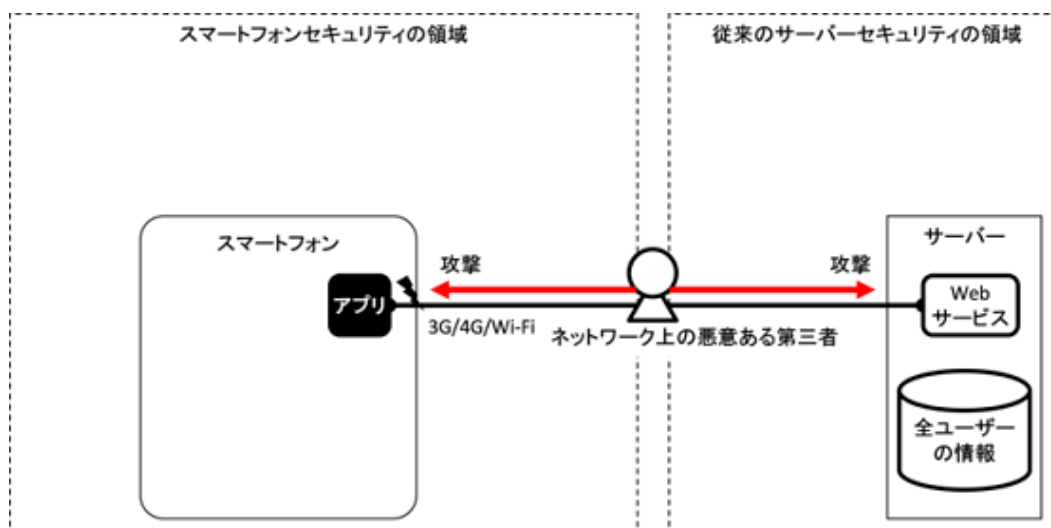 スマートフォンセキュリティの領域
従来のサーバーセキュリティの領域
スマートフォン
サーバー
攻撃
攻撃
アプリ
3G/4G/Wi-Fi
ネットワーク上の悪意ある第三者
Web
サービス
全ユーザー
の情報